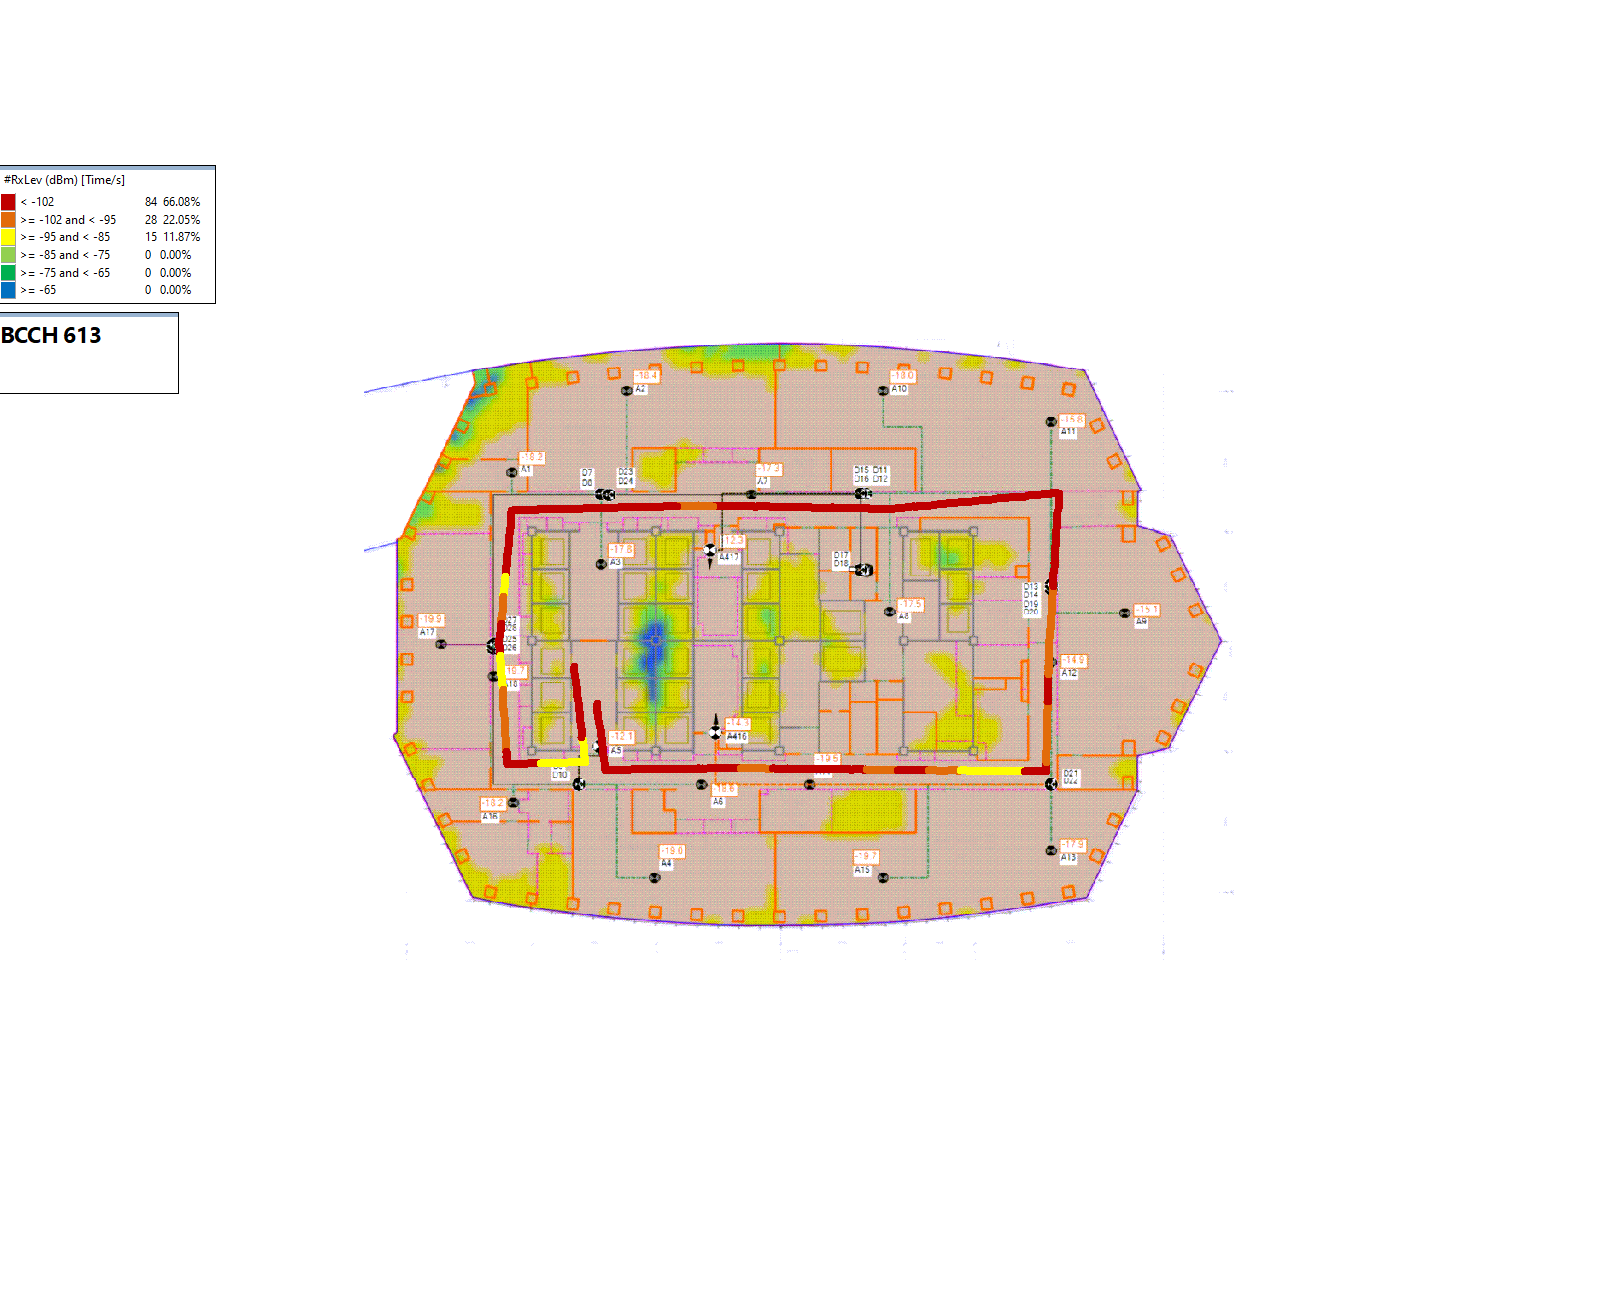 #RxLev (dBm) [Time/s]
< -102 84 66.08%
>= -102 and < -95 28 22.05%
>= -95 and < -85 15 11.87%
>= -85 and < -75 0 0.00%
>= -75 and < -65 0 0.00%
>= -65 0 0.00%
BCCH 613
-18.4
A2
-18.0
A10
-15.8
A11
-18.2
A1
D7
D8
D23
D24
-17.3
A7
D15 D11
D16 D12
-12.3
A417
-17.8
A3
D17
D18
D13
D14
D19
D20
-17.5
A8
-15.1
A9
-19.9
A17
D26
-14.9
A12
-14.3
A416
-12.1
A5
D10
-19.6
D21
D22
-18.6
A6
-18.2
A16
-19.0
A4
-19.7
A15
-17.9
A13